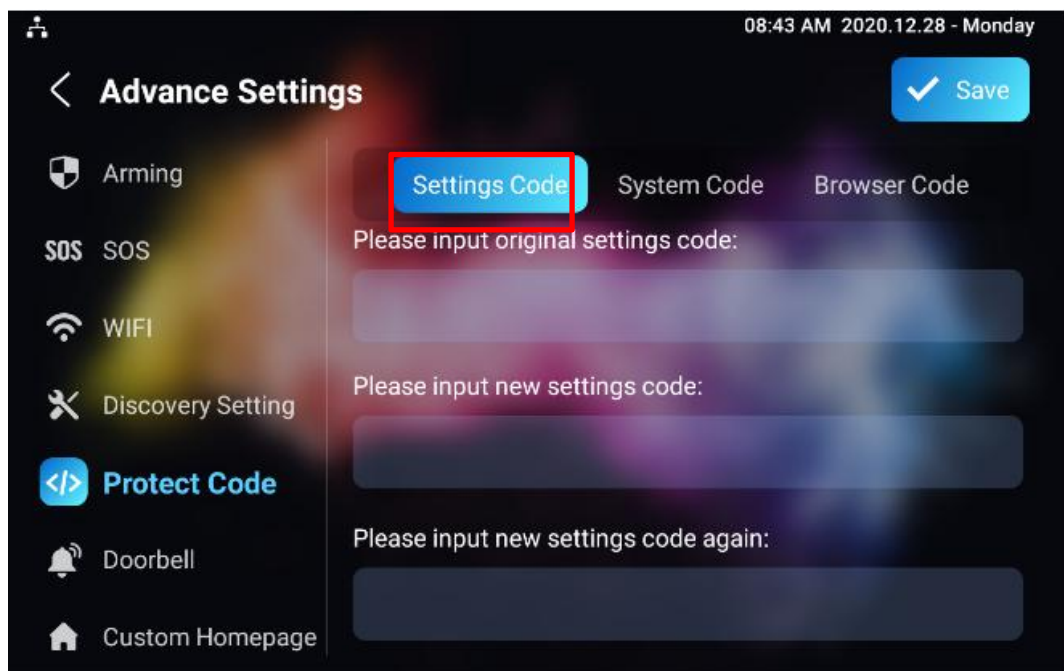 08:43 AM 2020.12.28 - Monday
Advance Settings
Save
Arming
SOS SOS
WIFI
Discovery Setting
</> Protect Code
Doorbell
Custom Homepage
Settings Code System Code Browser Code
Please input original settings code:
Please input new settings code:
Please input new settings code again: